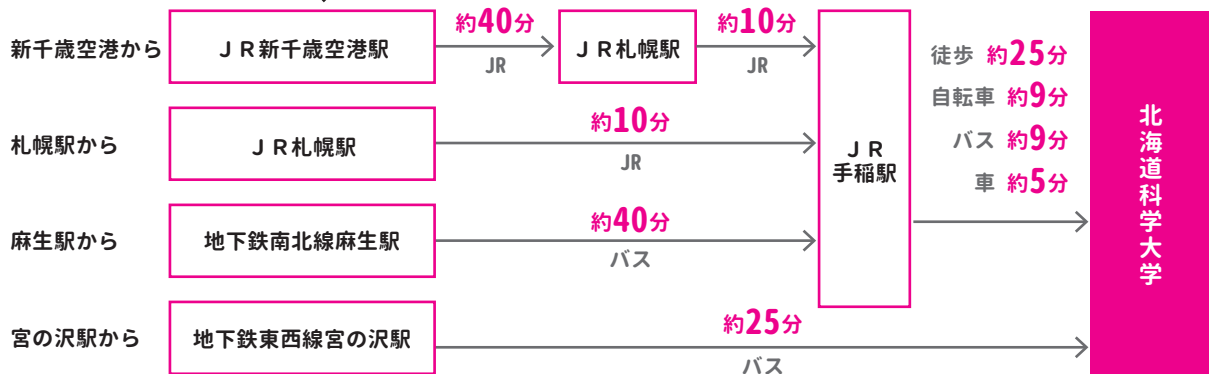 新千歳空港から
ＪＲ新千歳空港駅
約40分
JR
ＪＲ札幌駅
約10分
JR
札幌駅から
ＪＲ札幌駅
約10分
JR
麻生駅から
地下鉄南北線麻生駅
約40分
バス
ＪＲ
手稲駅
徒歩 約25分
自転車 約9分
バス 約9分
車 約5分
宮の沢駅から
地下鉄東西線宮の沢駅
約25分
バス
北海道科学大学